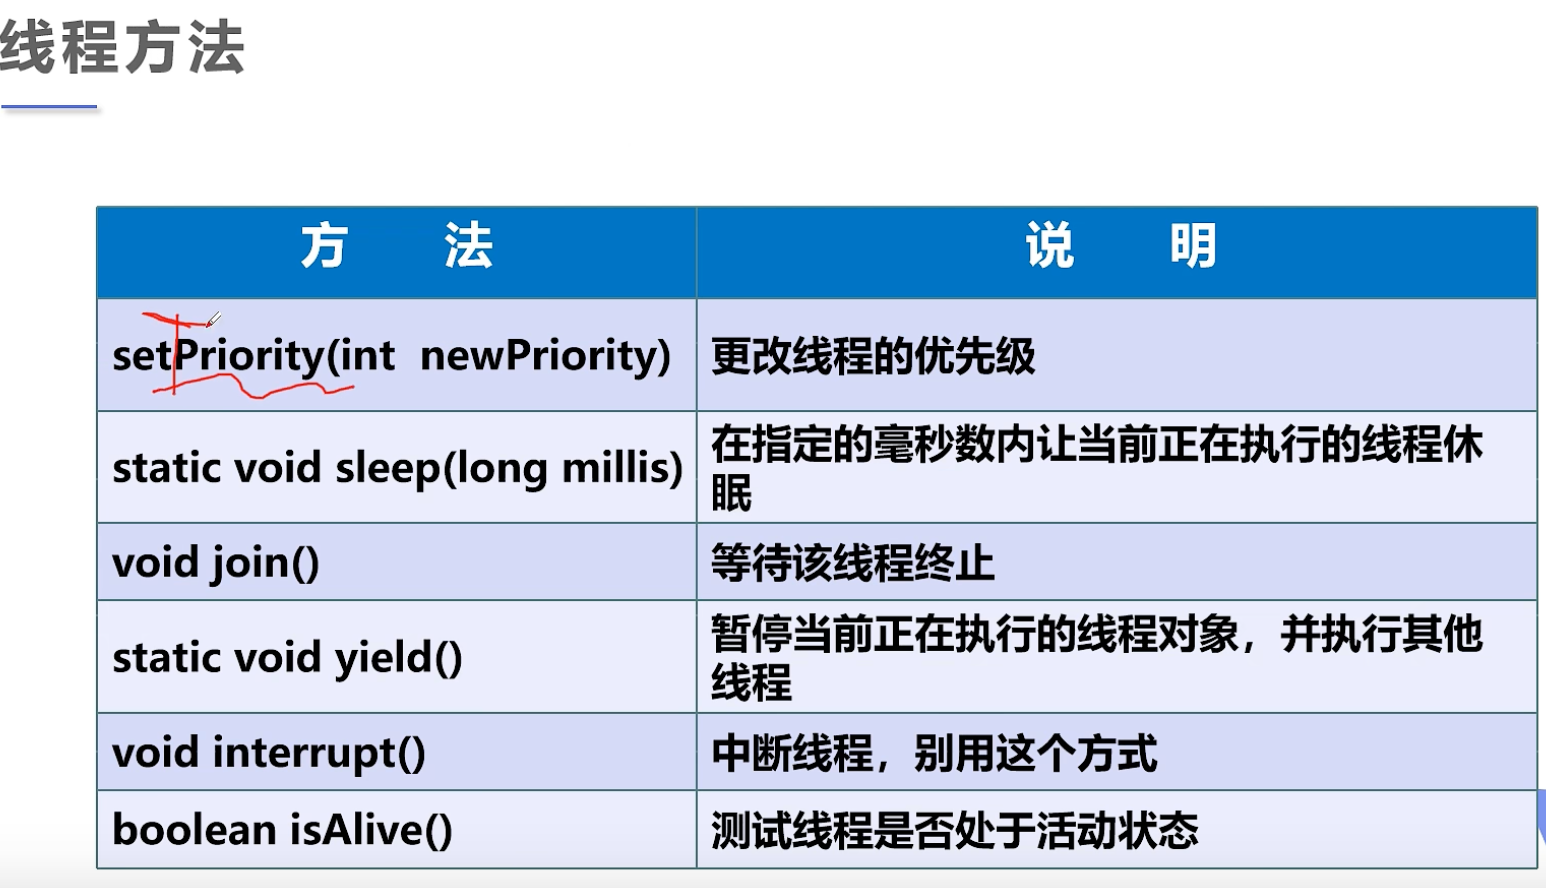 线程方法
方 法 说 明
setPriority(int newPriority) 更改线程的优先级
static void sleep(long millis) 在指定的毫秒数内让当前正在执行的线程休
眠
void join() 等待该线程终止
static void yield() 暂停当前正在执行的线程对象，并执行其他
线程
void interrupt() 中断线程，别用这个方式
boolean isAlive() 测试线程是否处于活动状态